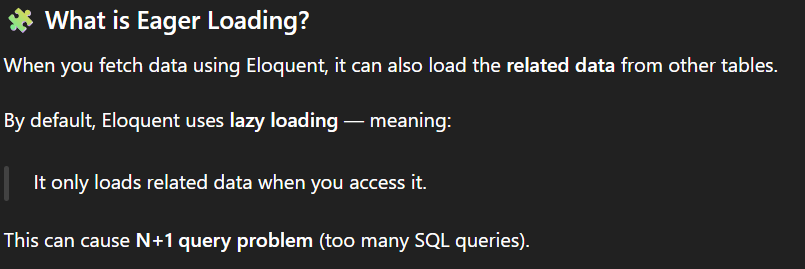 🧩 What is Eager Loading?
When you fetch data using Eloquent, it can also load the related data from other tables.
By default, Eloquent uses lazy loading — meaning:
It only loads related data when you access it.
This can cause N+1 query problem (too many SQL queries).